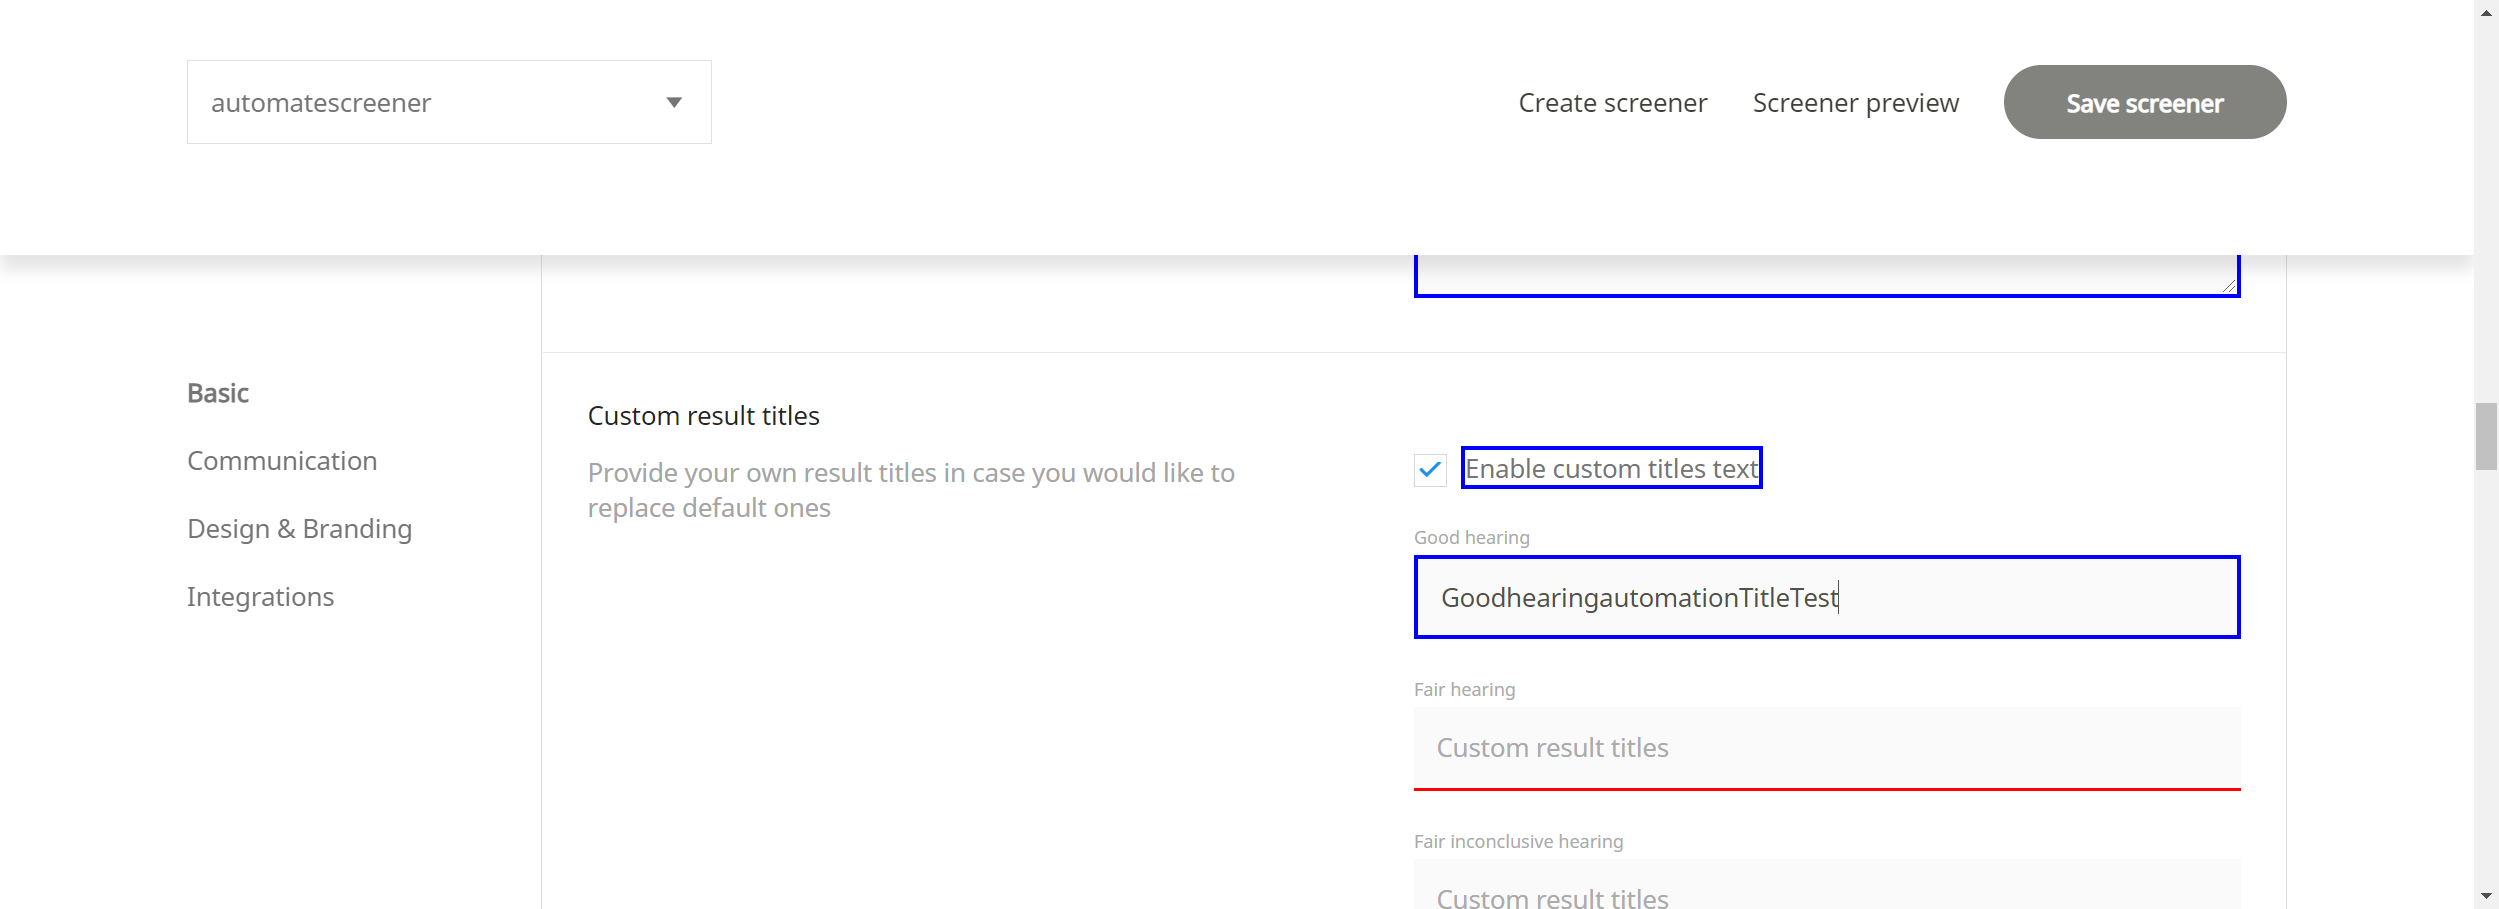 automatescreener
Create screener
Screener preview
Save screener
Basic
Communication
Design & Branding
Integrations
Custom result titles
Provide your own result titles in case you would like to
replace default ones
Enable custom titles text
Good hearing
GoodhearingautomationTitleTest
Fair hearing
Custom result titles
Fair inconclusive hearing
Custom result titles